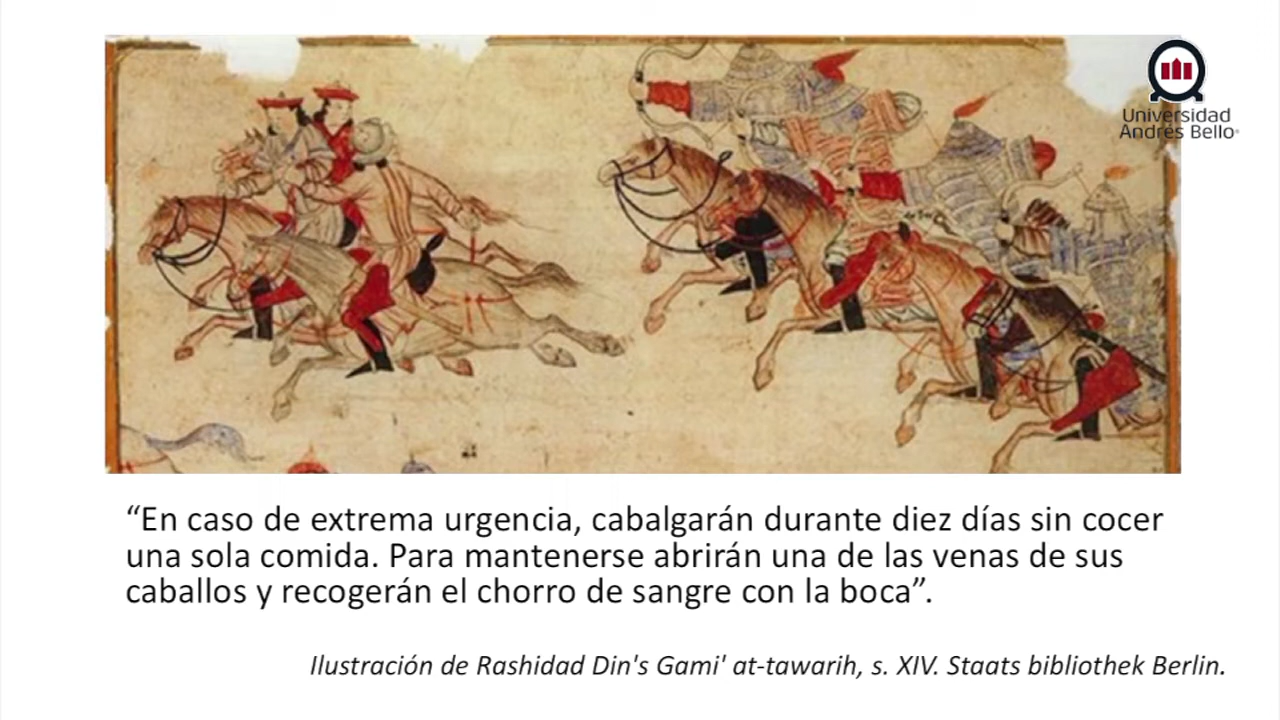 Universidad
Andrés Bello
“En caso de extrema urgencia, cabalgarán durante diez días sin cocer
una sola comida. Para mantenerse abrirán una de las venas de sus
caballos y recogerán el chorro de sangre con la boca”.
Ilustración de Rashidad Din's Gami' at-tawarih, s. XIV. Staats bibliothek Berlin.